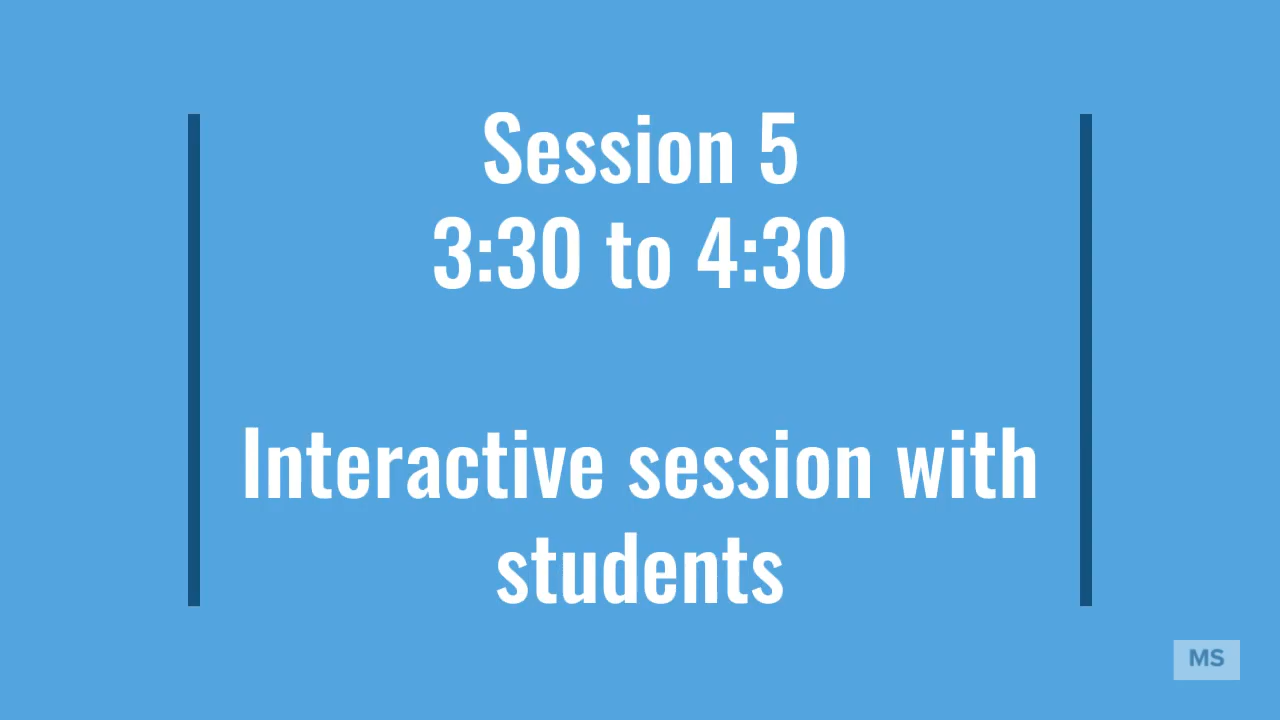 Session 5
3:30 to 4:30
Interactive session with
students
MS